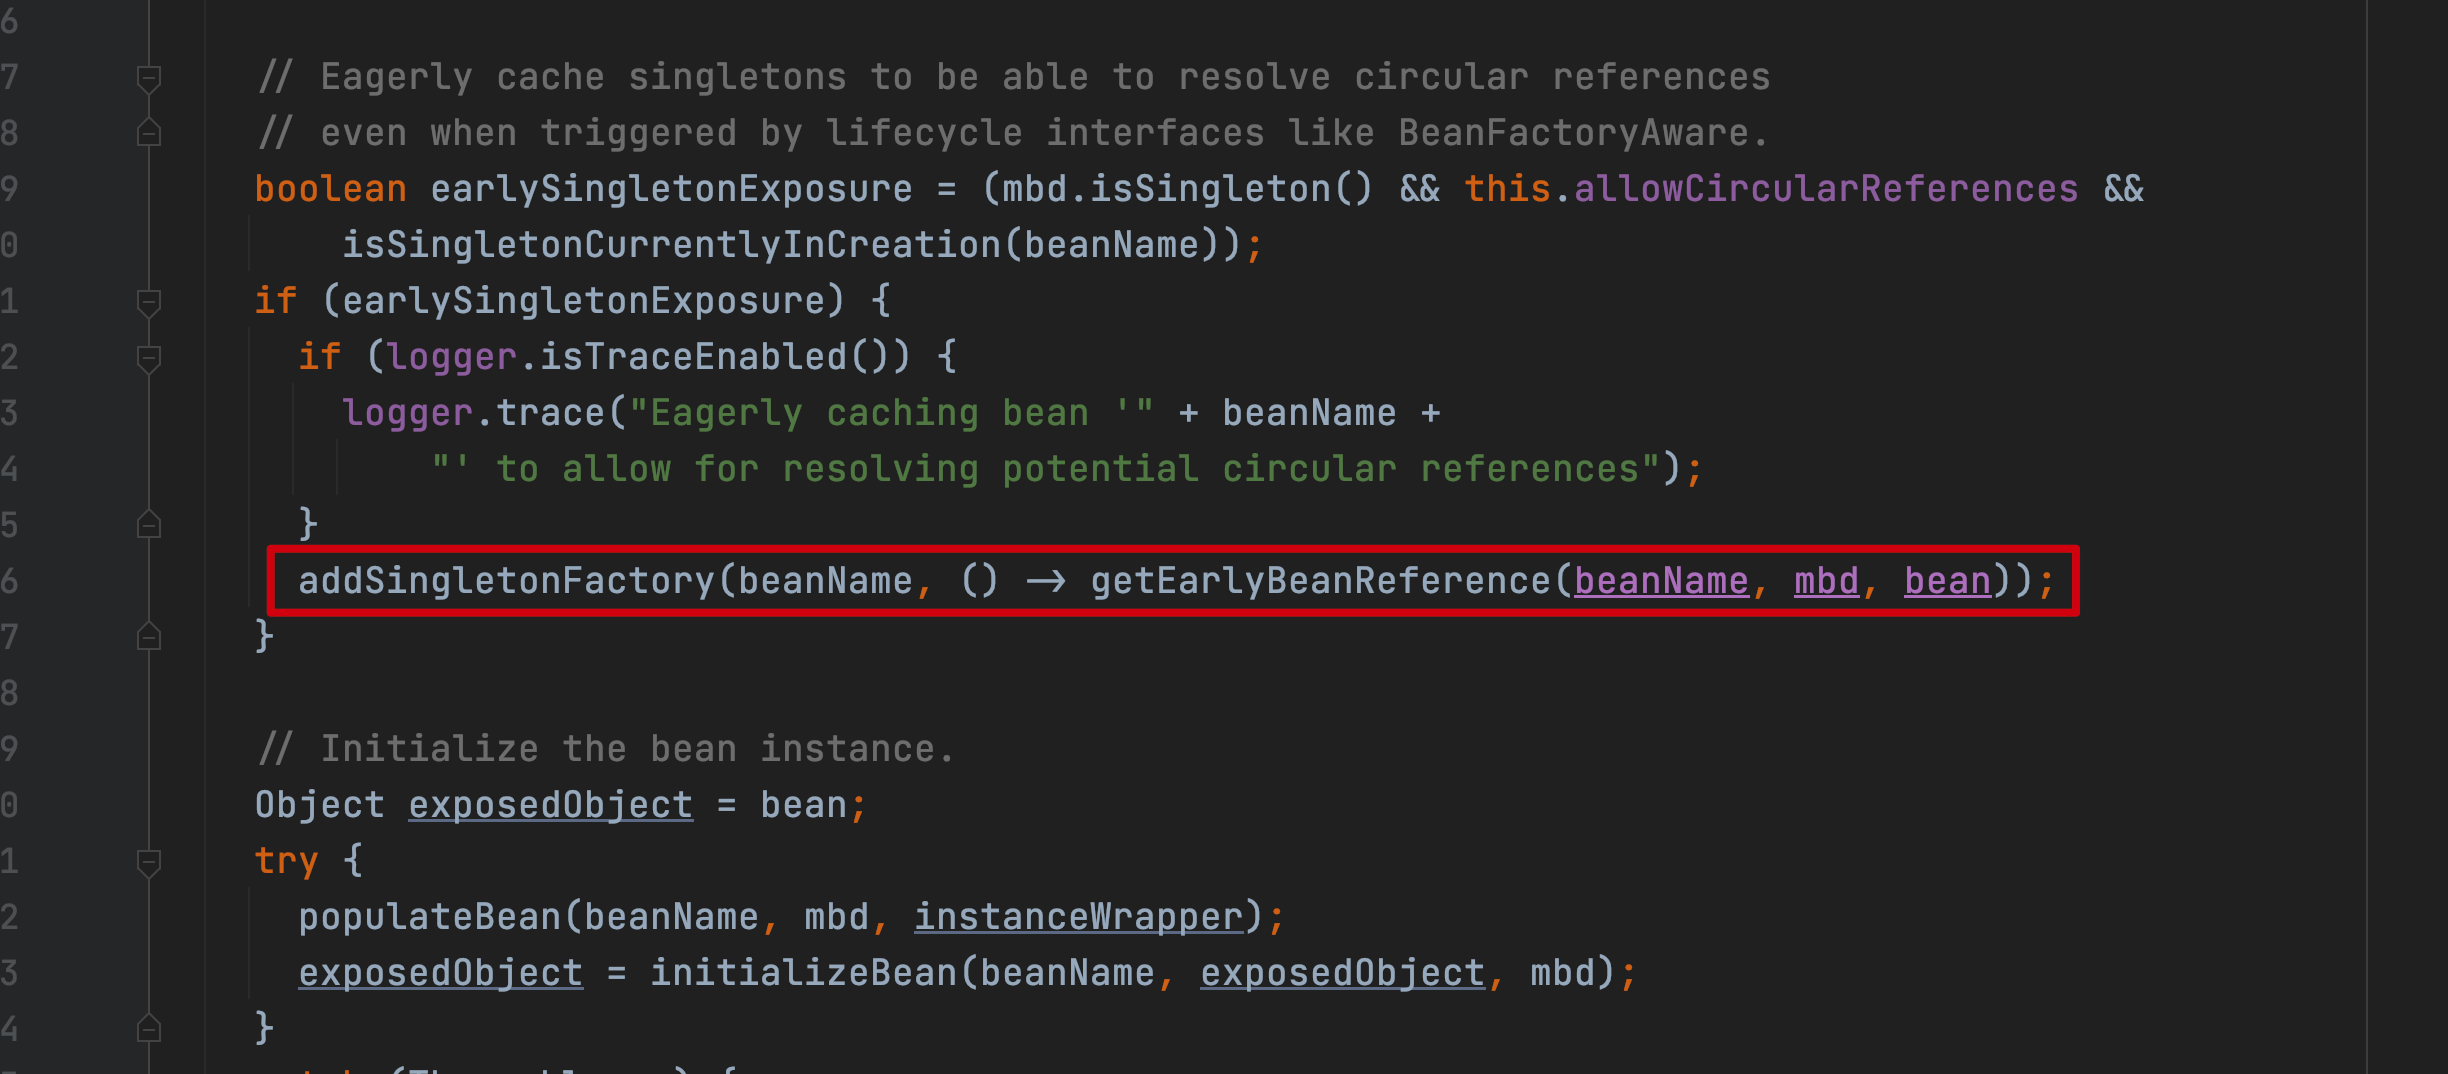 6
7 // Eagerly cache singletons to be able to resolve circular references
8 // even when triggered by lifecycle interfaces like BeanFactoryAware.
9 boolean earlySingletonExposure = (mbd.isSingleton() && this.allowCircularReferences &&
0 isSingletonCurrentlyInCreation(beanName));
1 if (earlySingletonExposure) {
2 if (logger.isTraceEnabled()) {
3 logger.trace("Eagerly caching bean '" + beanName +
4 "' to allow for resolving potential circular references");
5 }
6 addSingletonFactory(beanName, () -> getEarlyBeanReference(beanName, mbd, bean));
7 }
8
9 // Initialize the bean instance.
0 Object exposedObject = bean;
1 try {
2 populateBean(beanName, mbd, instanceWrapper);
3 exposedObject = initializeBean(beanName, exposedObject, mbd);
4 }